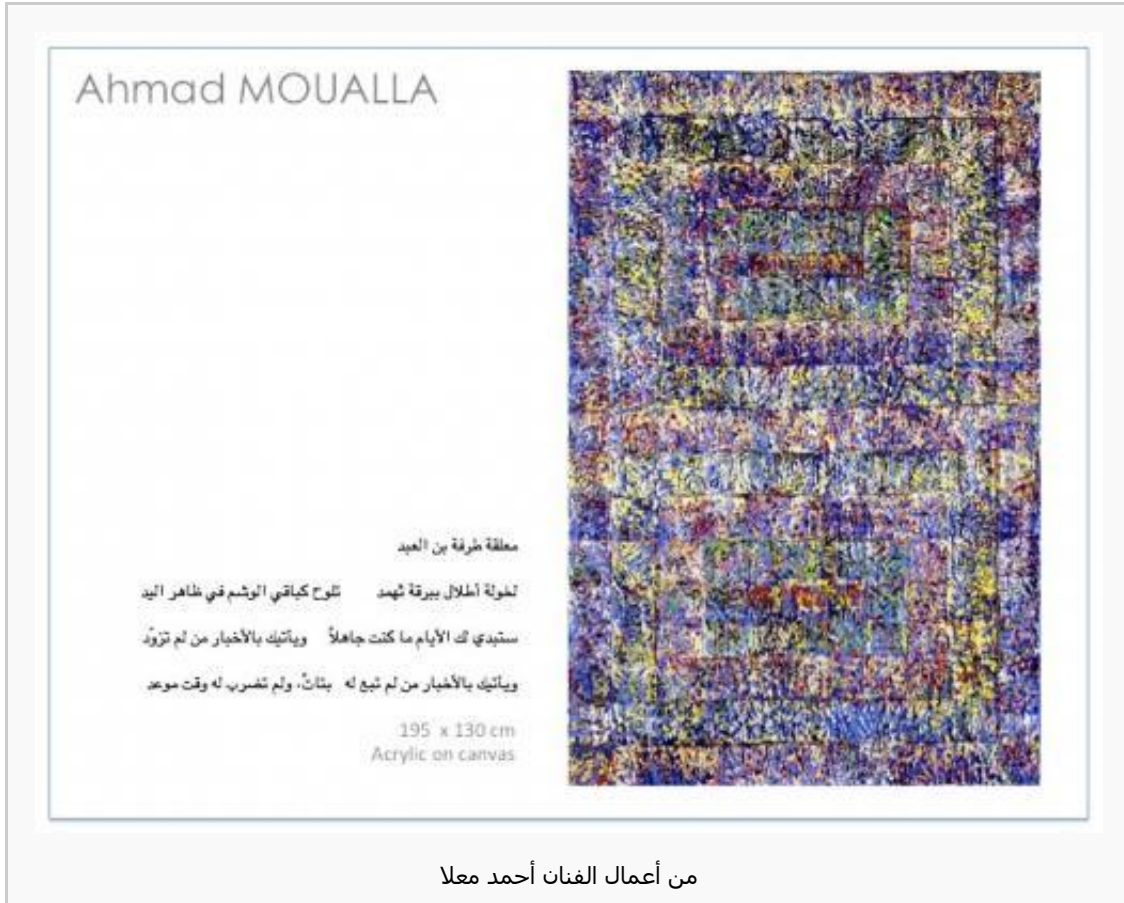 Ahmad MOUALLA
معلقة طرفة بن العبد
لخولة أطلال ببرقة ثهمد تلوح كباقي الوشم في ظاهر اليد
ستبدي لك الأيام ما كنت جاهلاً ويأتيك بالأخبار من لم تزوّد
ويأتيك بالأخبار من لم تبع له بتاتٌ، ولم تضرب له وقت موعد
195 x 130 cm
Acrylic on canvas
من أعمال الفنان أحمد معلا